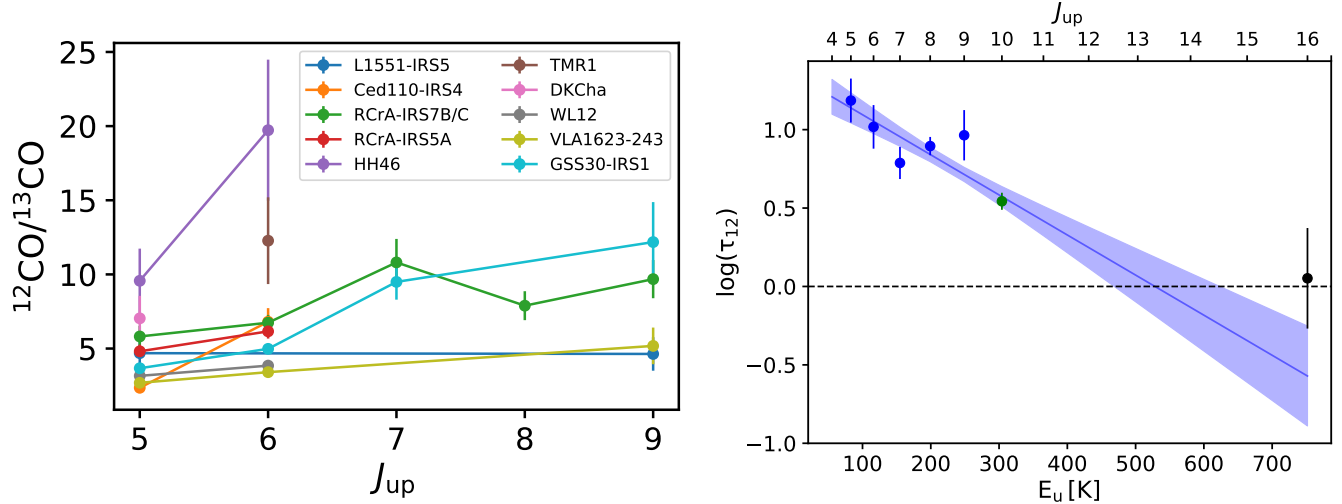 25
20
15
10
5
¹²CO/¹³CO
5 6 7 8 9
J_up
L1551-IRS5
Ced110-IRS4
RCrA-IRS7B/C
RCrA-IRS5A
HH46
TMR1
DKCha
WL12
VLA1623-243
GSS30-IRS1
J_up
4 5 6 7 8 9 10 11 12 13 14 15 16
1.0
0.5
0.0
−0.5
−1.0
log(τ₁₂)
100 200 300 400 500 600 700
E_u [K]